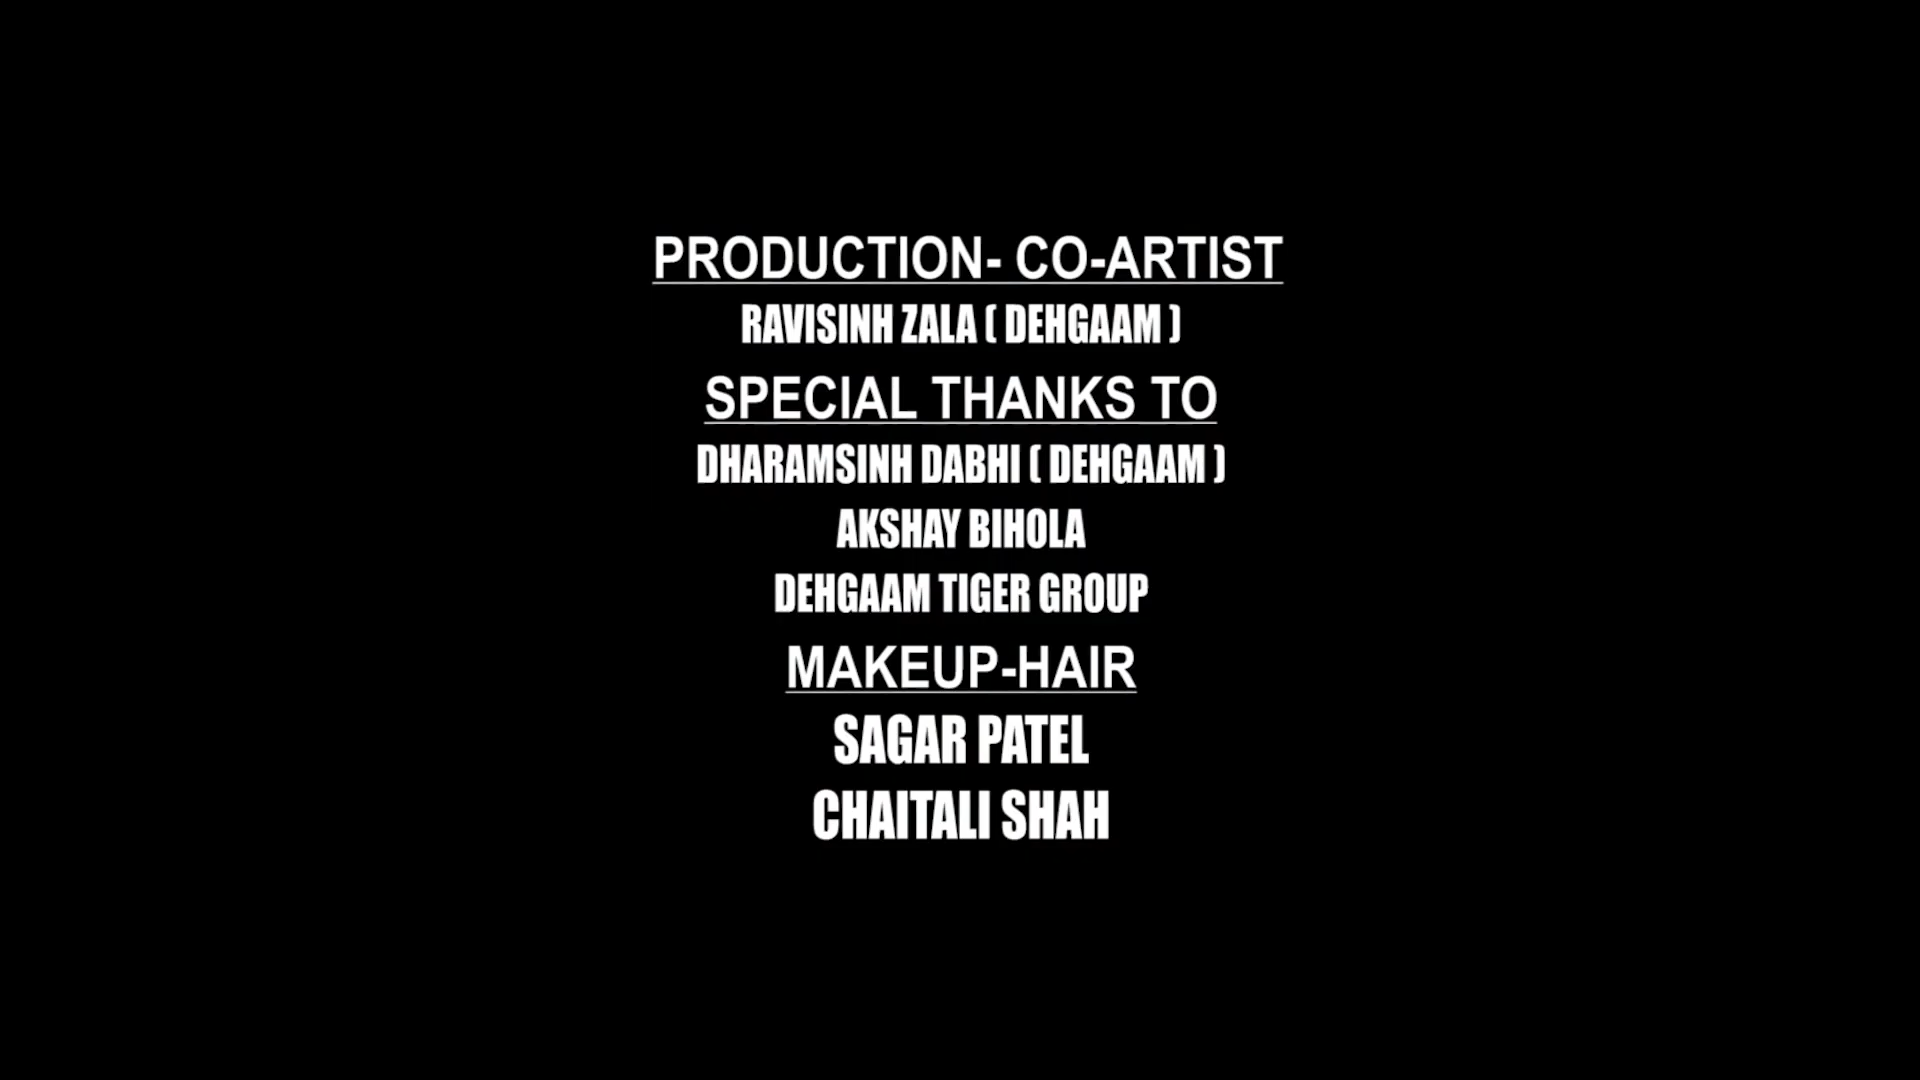 PRODUCTION- CO-ARTIST
RAVISINH ZALA ( DEHGAAM )
SPECIAL THANKS TO
DHARAMSINH DABHI ( DEHGAAM )
AKSHAY BIHOLA
DEHGAAM TIGER GROUP
MAKEUP-HAIR
SAGAR PATEL
CHAITALI SHAH